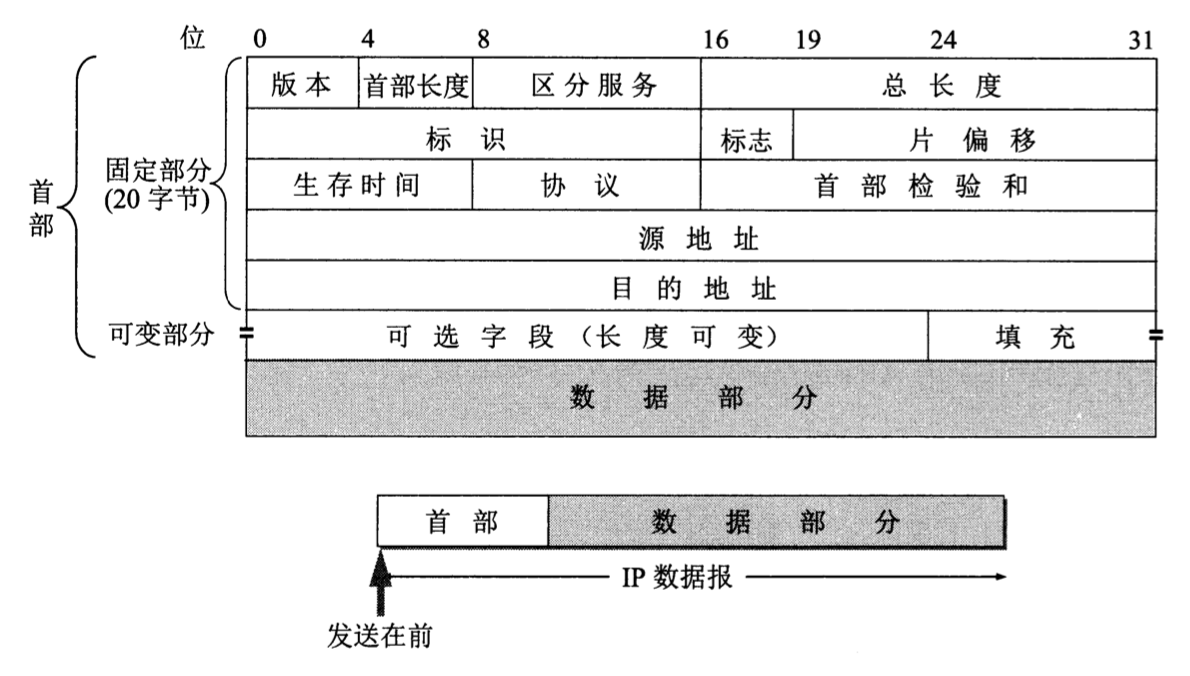 位 0 4 8 16 19 24 31
版本 首部长度 区分服务 总长度
标识 标志 片偏移
固定部分
(20 字节)
生存时间 协议 首部检验和
首部
源地址
目的地址
可变部分 可选字段（长度可变） 填充
数据部分
首部 数据部分
IP 数据报
发送在前